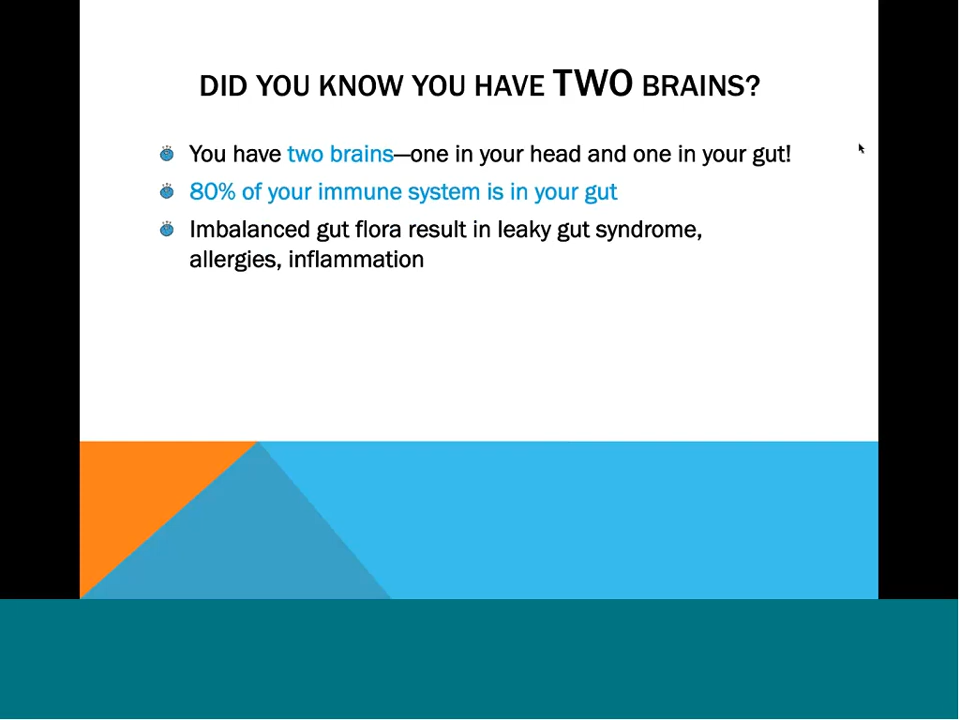 DID YOU KNOW YOU HAVE TWO BRAINS?
You have two brains—one in your head and one in your gut!
80% of your immune system is in your gut
Imbalanced gut flora result in leaky gut syndrome,
allergies, inflammation